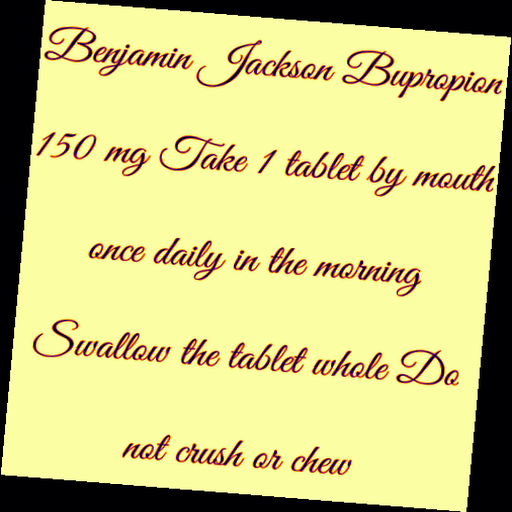 Benjamin Jackson Bupropion
150 mg Take 1 tablet by mouth
once daily in the morning
Swallow the tablet whole Do
not crush or chew